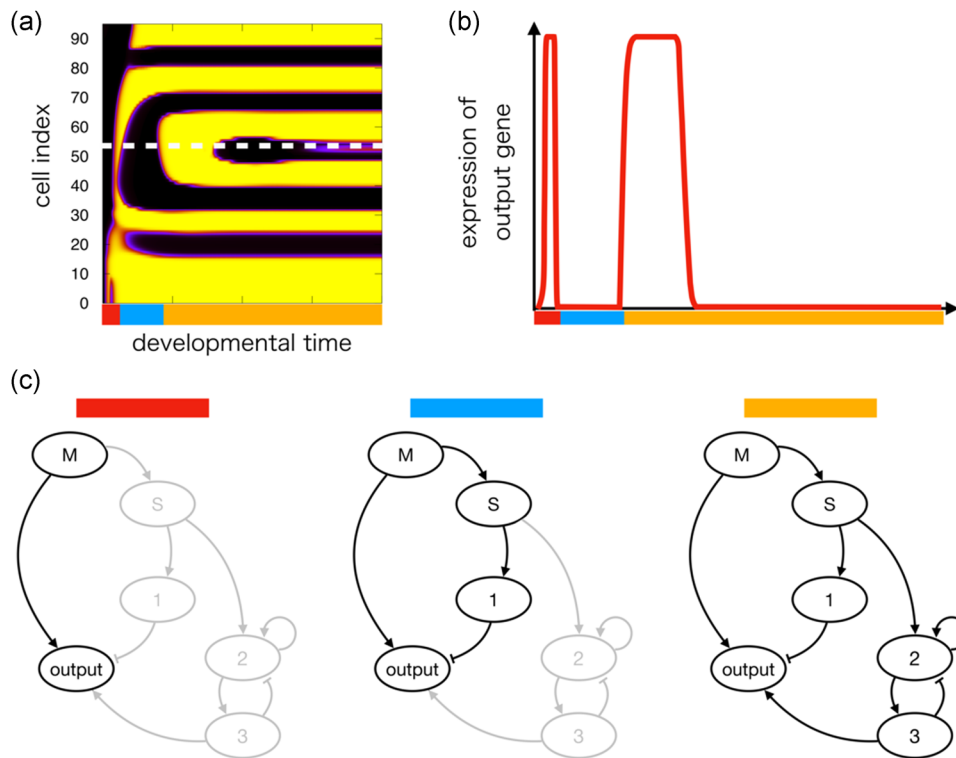 (a)
90
80
70
60
50
40
30
20
10
0
cell index
developmental time
(b)
expression of
output gene
(c)
M
S
1
output
2
3
M
S
1
output
2
3
M
S
1
output
2
3